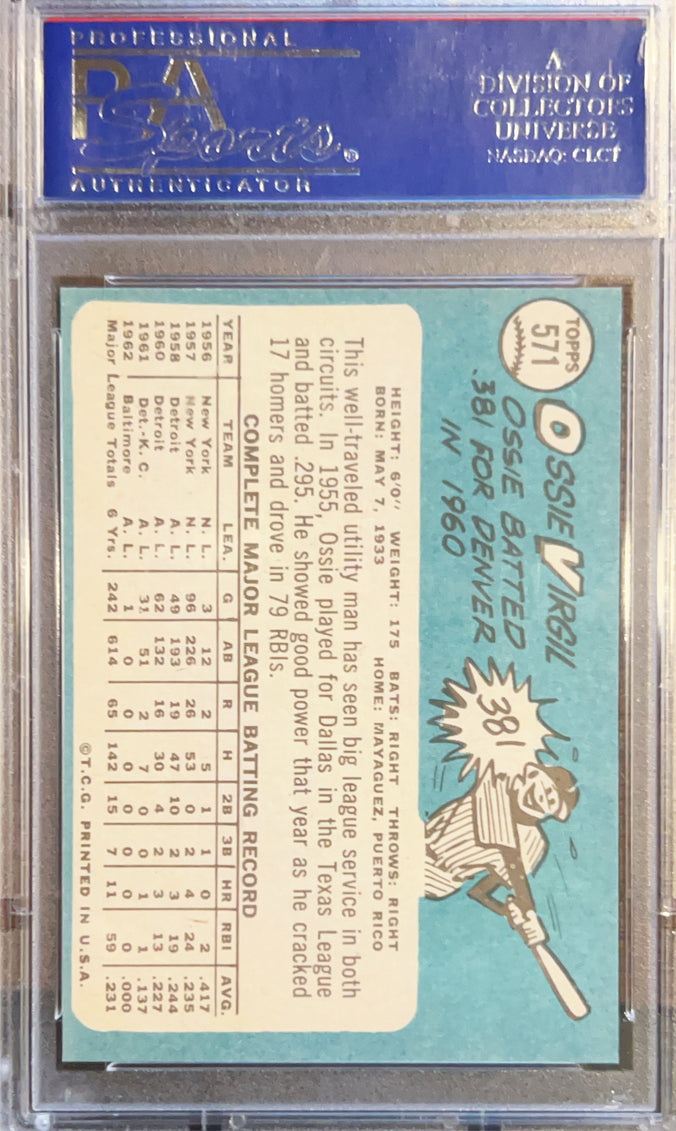 PROFESSIONAL
PSA
Sports®
AUTHENTICATOR
A
DIVISION OF
COLLECTORS
UNIVERSE
NASDAQ: CLCT
TOPPS
571
OSSIE VIRGIL
OSSIE BATTED
.381 FOR DENVER
IN 1960
381
HEIGHT: 6'0" WEIGHT: 175 BATS: RIGHT THROWS: RIGHT
BORN: MAY 7, 1933 HOME: MAYAGUEZ, PUERTO RICO
This well-traveled utility man has seen big league service in both
circuits. In 1955, Ossie played for Dallas in the Texas League
and batted .295. He showed good power that year as he cracked
17 homers and drove in 79 RBIs.
COMPLETE MAJOR LEAGUE BATTING RECORD
YEAR TEAM LEA. G AB R H 2B 3B HR RBI AVG.
1956 New York N. L. 3 12 2 5 1 1 0 2 .417
1957 New York N. L. 96 226 26 53 0 2 4 24 .235
1958 Detroit A. L. 49 193 19 47 10 2 3 19 .244
1960 Detroit A. L. 62 132 16 30 4 2 3 13 .227
1961 Det.-K. C. A. L. 31 51 2 7 0 0 1 1 .137
1962 Baltimore A. L. 1 0 0 0 0 0 0 0 .000
Major League Totals 6 Yrs. 242 614 65 142 15 7 11 59 .231
©T.C.G. PRINTED IN U.S.A.